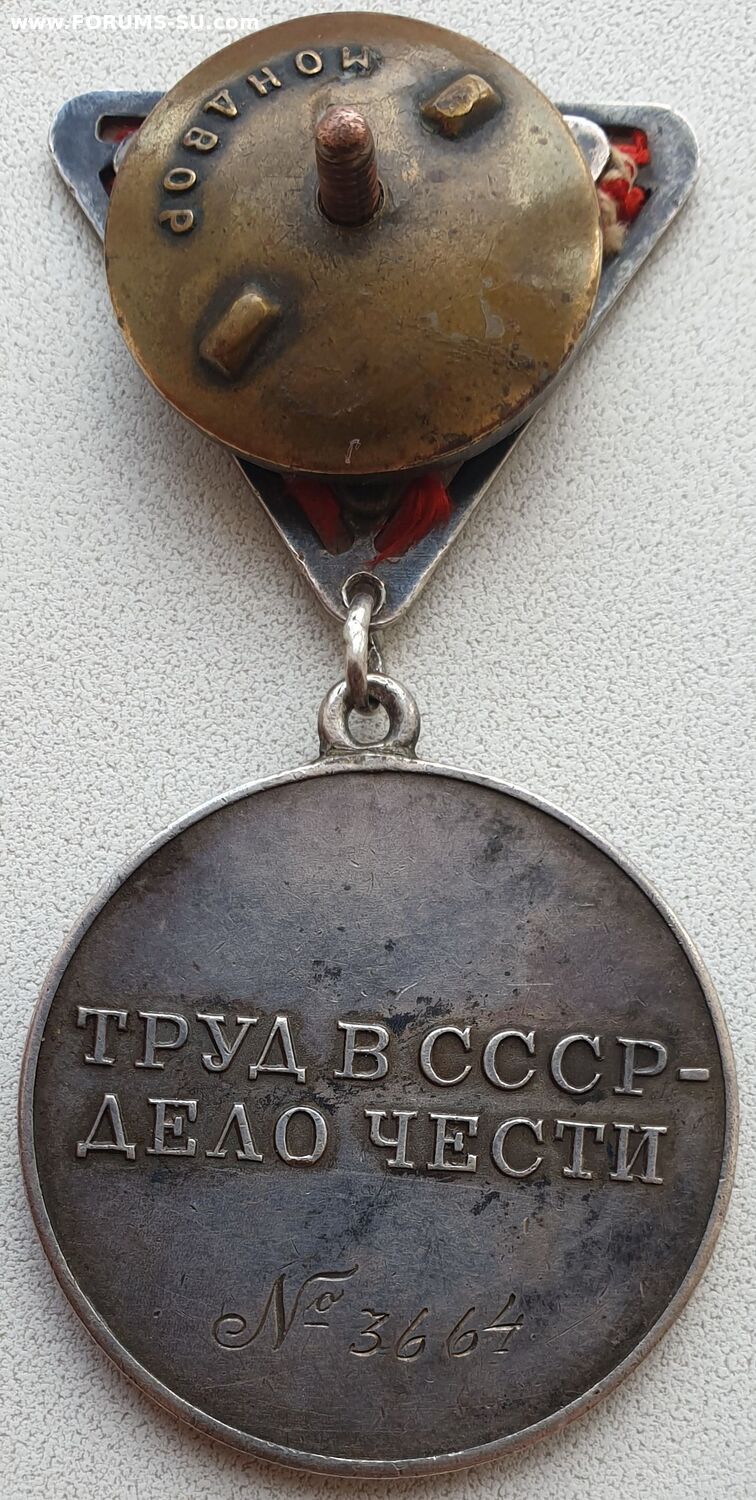 www.FORUMS-SU.com
МОНДВОР
ТРУД В СССР-
ДЕЛО ЧЕСТИ
№ 3664